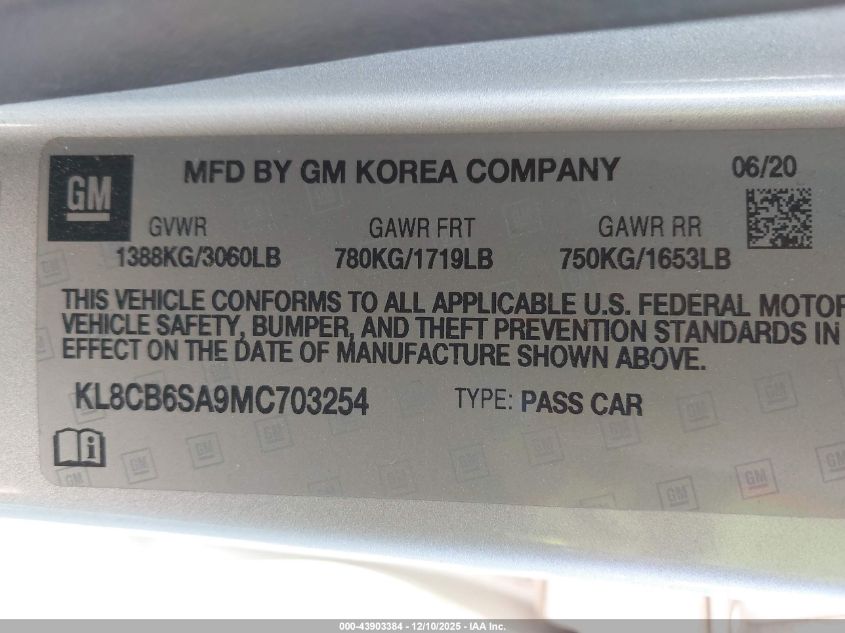 GM
MFD BY GM KOREA COMPANY 06/20
GVWR GAWR FRT GAWR RR
1388KG/3060LB 780KG/1719LB 750KG/1653LB
THIS VEHICLE CONFORMS TO ALL APPLICABLE U.S. FEDERAL MOTOR
VEHICLE SAFETY, BUMPER, AND THEFT PREVENTION STANDARDS IN
EFFECT ON THE DATE OF MANUFACTURE SHOWN ABOVE.
KL8CB6SA9MC703254 TYPE: PASS CAR
000-43903384 - 12/10/2025 - IAA Inc.